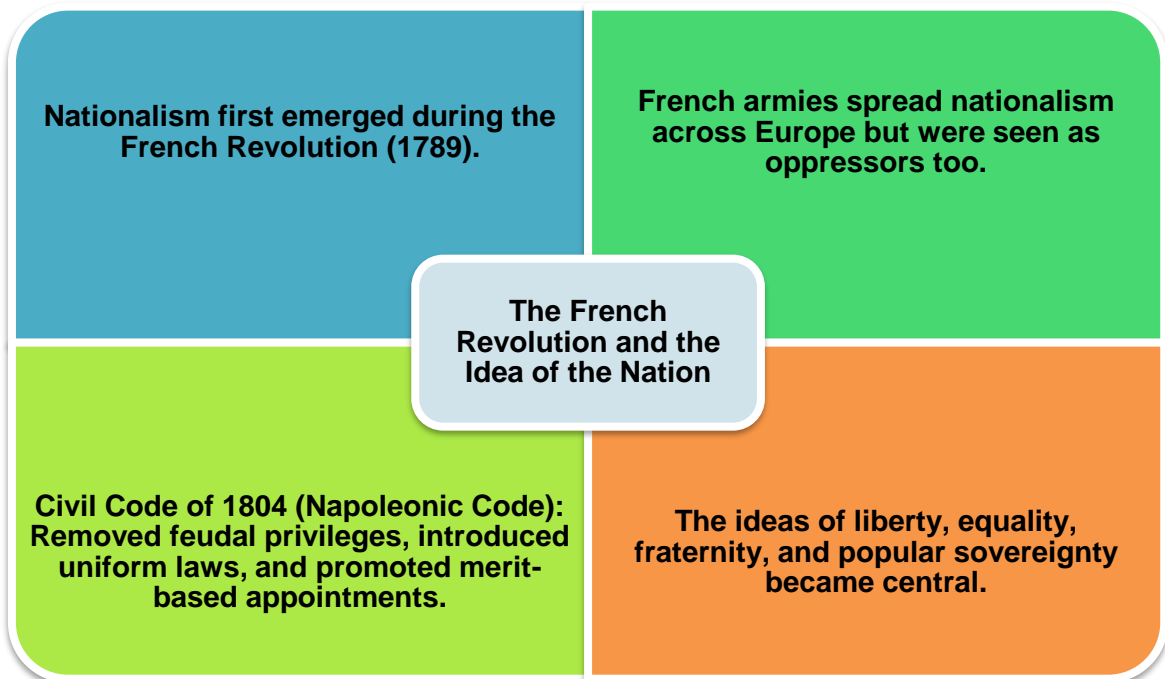 Nationalism first emerged during the
French Revolution (1789).
French armies spread nationalism
across Europe but were seen as
oppressors too.
The French
Revolution and the
Idea of the Nation
Civil Code of 1804 (Napoleonic Code):
Removed feudal privileges, introduced
uniform laws, and promoted merit-
based appointments.
The ideas of liberty, equality,
fraternity, and popular sovereignty
became central.